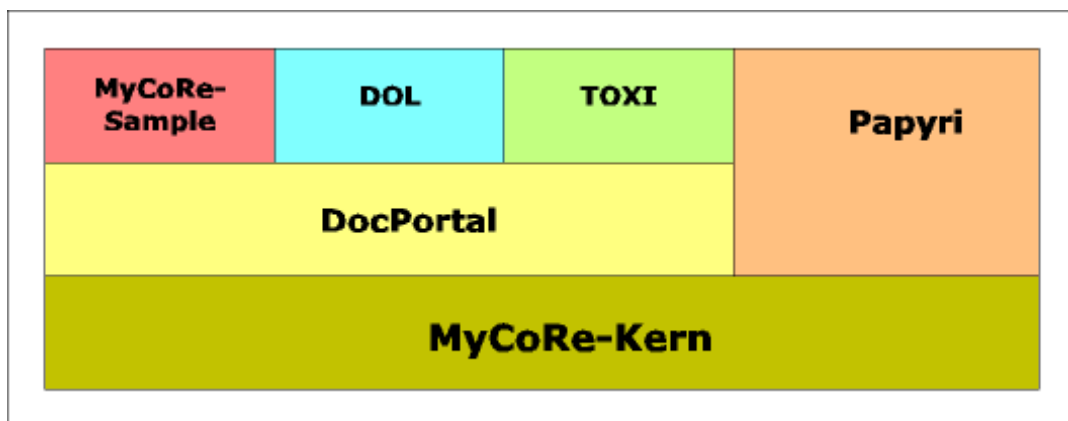 MyCoRe-
Sample
DOL
TOXI
Papyri
DocPortal
MyCoRe-Kern